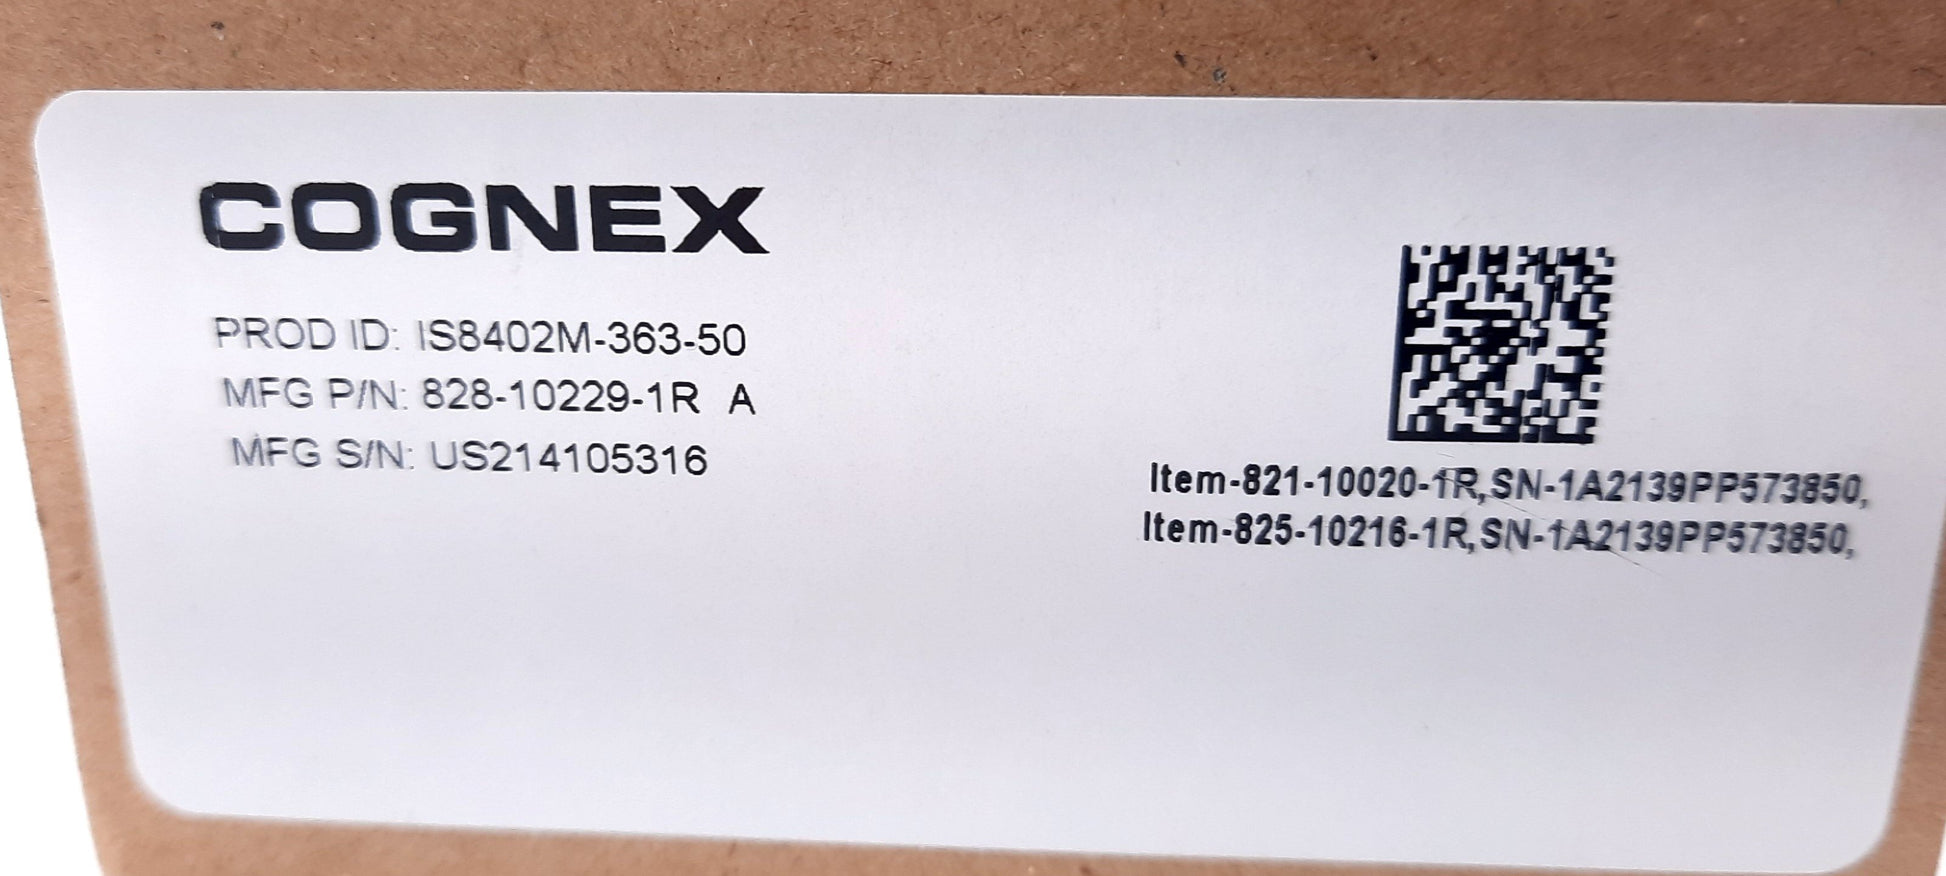 COGNEX
PROD ID: IS8402M-363-50
MFG P/N: 828-10229-1R A
MFG S/N: US214105316
Item-821-10020-1R,SN-1A2139PP573850,
Item-825-10216-1R,SN-1A2139PP573850,